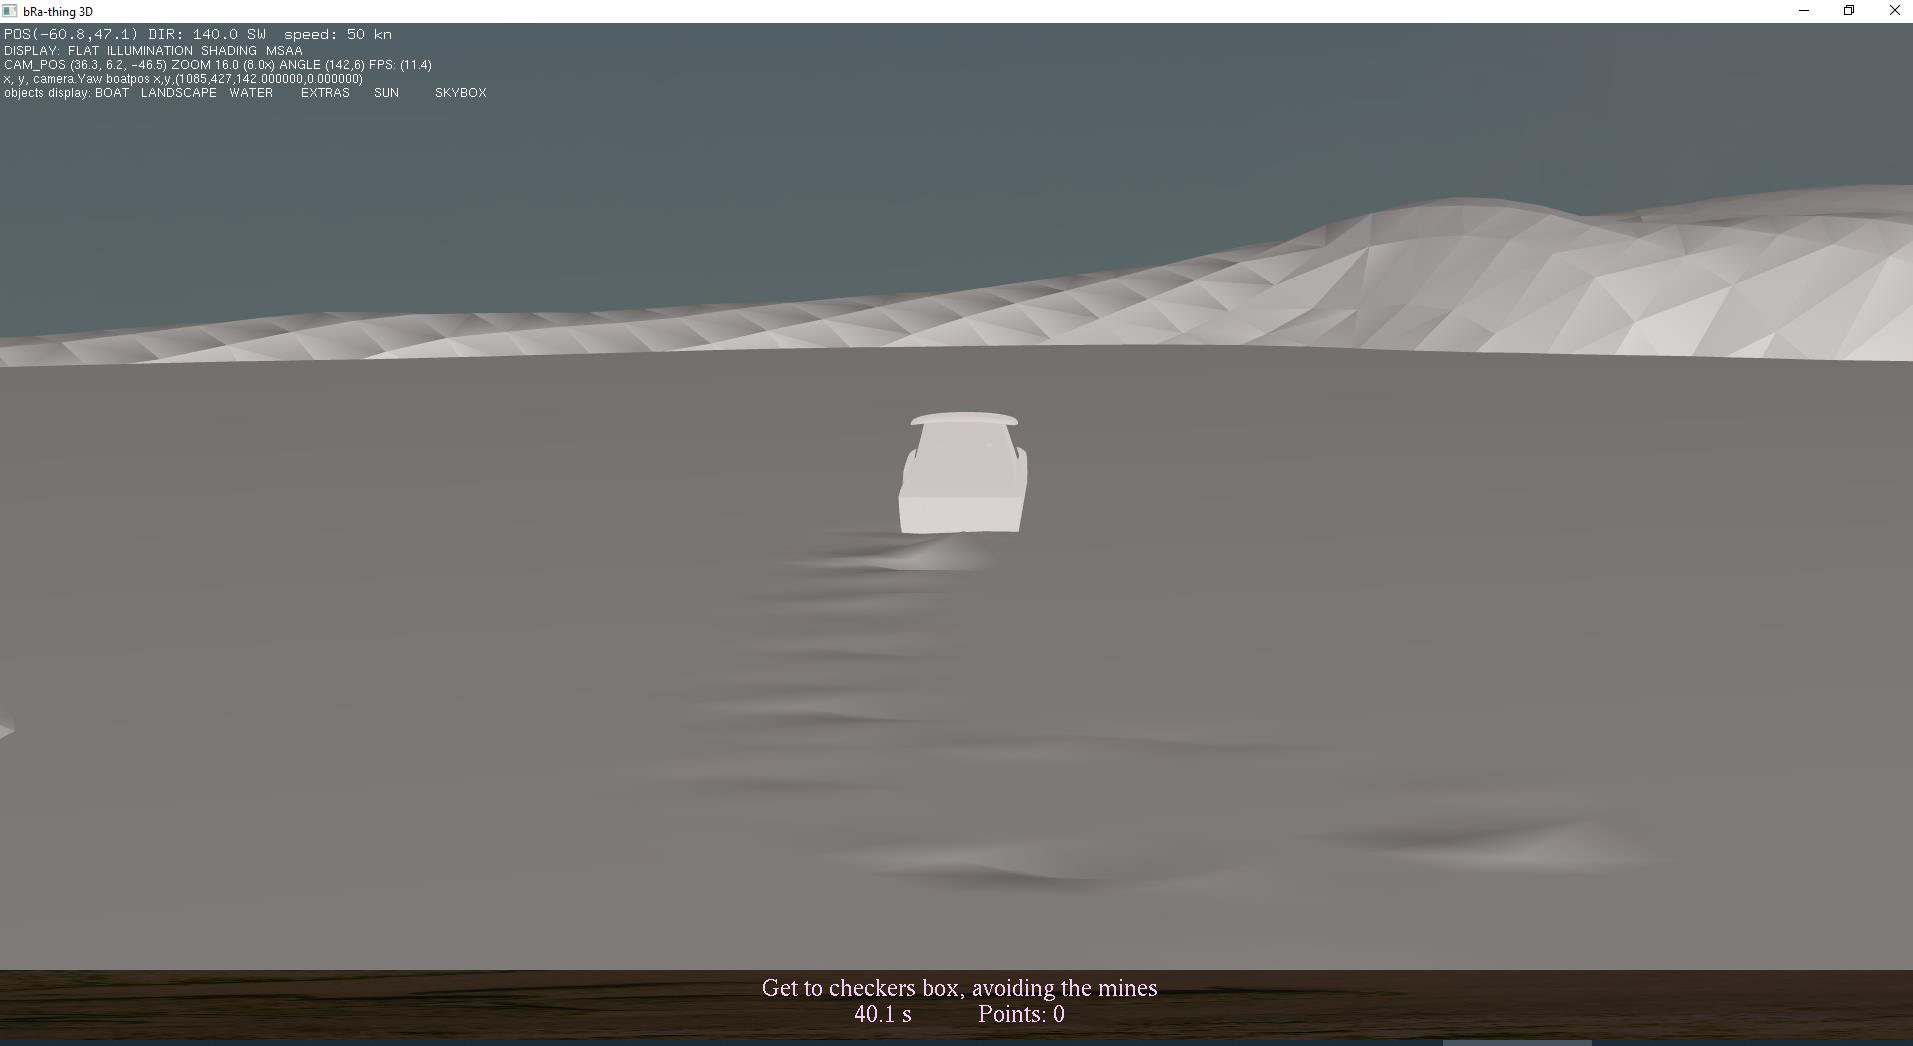 bRa-thing 3D
POS(-60.8,47.1) DIR: 140.0 SW  speed: 50 kn
DISPLAY:  FLAT  ILLUMINATION  SHADING  MSAA
CAM_POS (36.3, 6.2, -46.5) ZOOM 16.0 (8.0x) ANGLE (142,6) FPS: (11.4)
x, y, camera.Yaw boatpos x,y,(1085,427,142.000000,0.000000)
objects display: BOAT   LANDSCAPE   WATER   EXTRAS   SUN   SKYBOX
Get to checkers box, avoiding the mines
40.1 s   Points: 0